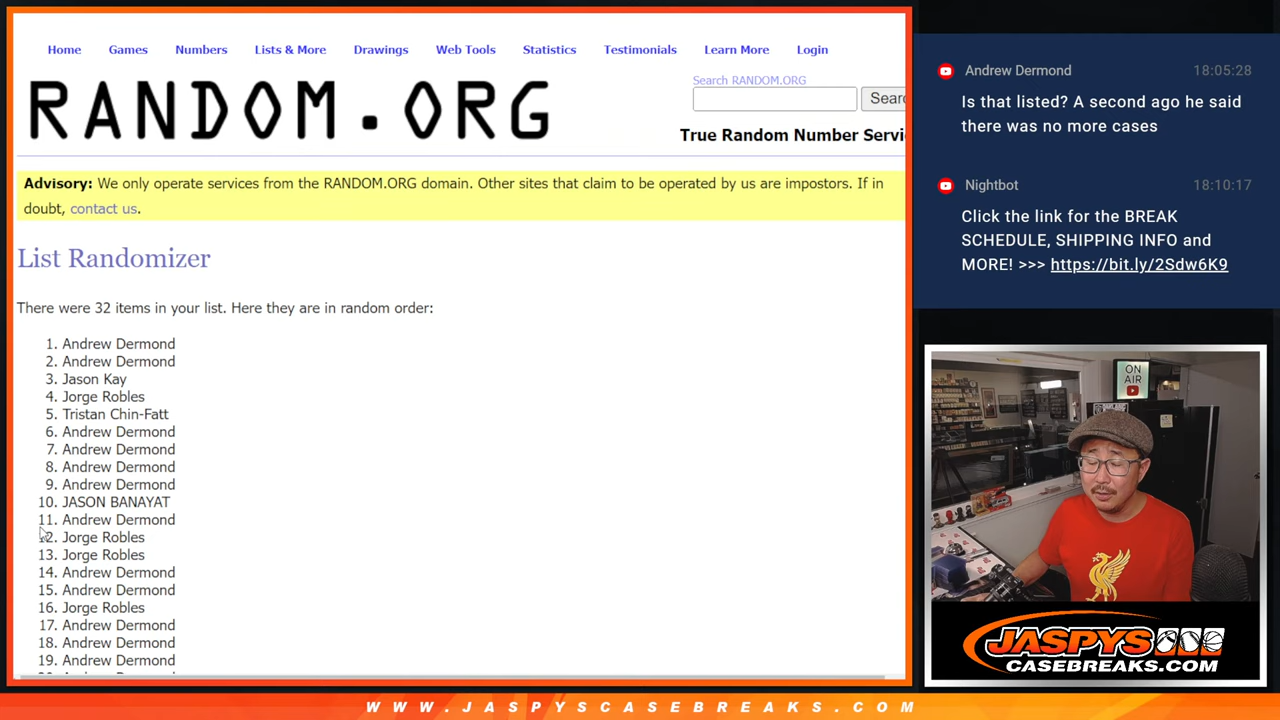 Home Games Numbers Lists & More Drawings Web Tools Statistics Testimonials Learn More Login
RANDOM.ORG
Search RANDOM.ORG
True Random Number Servi
Advisory: We only operate services from the RANDOM.ORG domain. Other sites that claim to be operated by us are impostors. If in
doubt, contact us.
List Randomizer
There were 32 items in your list. Here they are in random order:
1. Andrew Dermond
2. Andrew Dermond
3. Jason Kay
4. Jorge Robles
5. Tristan Chin-Fatt
6. Andrew Dermond
7. Andrew Dermond
8. Andrew Dermond
9. Andrew Dermond
10. JASON BANAYAT
11. Andrew Dermond
12. Jorge Robles
13. Jorge Robles
14. Andrew Dermond
15. Andrew Dermond
16. Jorge Robles
17. Andrew Dermond
18. Andrew Dermond
19. Andrew Dermond
Andrew Dermond 18:05:28
Is that listed? A second ago he said
there was no more cases
Nightbot 18:10:17
Click the link for the BREAK
SCHEDULE, SHIPPING INFO and
MORE! >>> https://bit.ly/2Sdw6K9
ON
AIR
JASPYS
CASEBREAKS.COM
WWW.JASPYSCASEBREAKS.COM